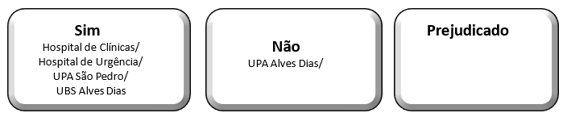 Sim
Hospital de Clínicas/
Hospital de Urgência/
UPA São Pedro/
UBS Alves Dias
Não
UPA Alves Dias/
Prejudicado